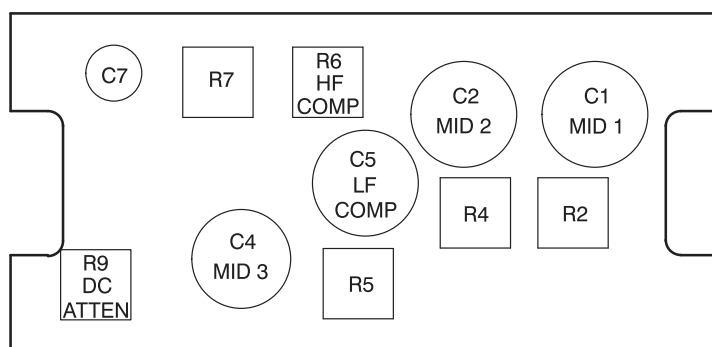 C7
R7
R6
HF
COMP
C2
MID 2
C1
MID 1
C5
LF
COMP
R4
R2
C4
MID 3
R9
DC
ATTEN
R5